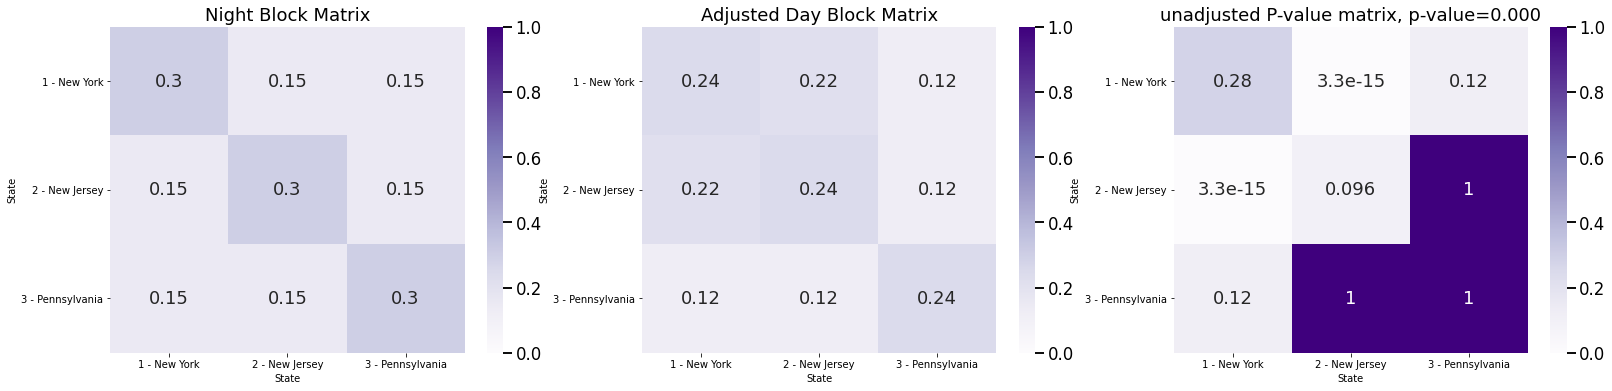 Night Block Matrix
1 - New York
2 - New Jersey
3 - Pennsylvania
State
0.3 0.15 0.15
0.15 0.3 0.15
0.15 0.15 0.3
1 - New York 2 - New Jersey 3 - Pennsylvania
State
1.0
0.8
0.6
0.4
0.2
0.0
Adjusted Day Block Matrix
1 - New York
2 - New Jersey
3 - Pennsylvania
State
0.24 0.22 0.12
0.22 0.24 0.12
0.12 0.12 0.24
1 - New York 2 - New Jersey 3 - Pennsylvania
State
1.0
0.8
0.6
0.4
0.2
0.0
unadjusted P-value matrix, p-value=0.000
1 - New York
2 - New Jersey
3 - Pennsylvania
State
0.28 3.3e-15 0.12
3.3e-15 0.096 1
0.12 1 1
1 - New York 2 - New Jersey 3 - Pennsylvania
State
1.0
0.8
0.6
0.4
0.2
0.0